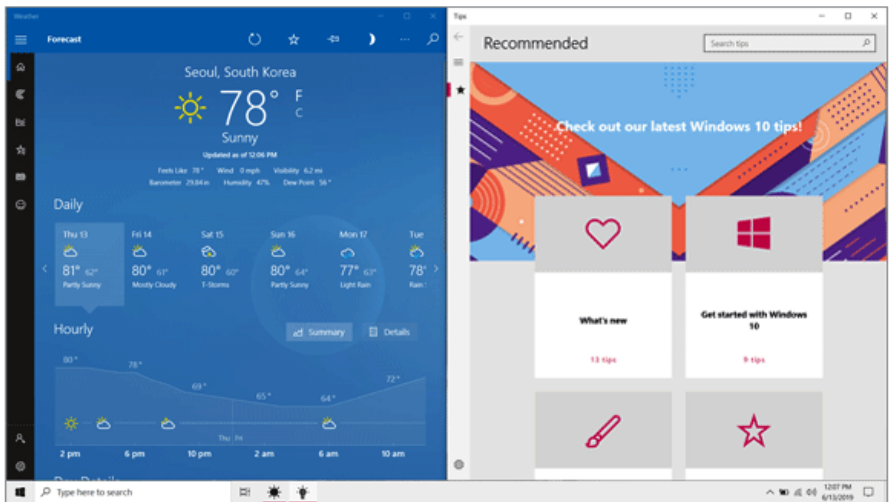 Weather
Forecast
Seoul, South Korea
78° F
C
Sunny
Updated as of 12:06 PM
Feels Like 78° Wind 0 mph Visibility 6.2 mi
Barometer 29.84 in Humidity 47% Dew Point 56°
Daily
Thu 13 Fri 14 Sat 15 Sun 16 Mon 17 Tue
81° 62° 80° 61° 80° 60° 80° 64° 77° 63° 78°
Partly Sunny Mostly Cloudy T-Storms Partly Sunny Light Rain Rain
Hourly
Summary Details
80° 78° 69° 65° 64° 72°
Thu Fri
2 pm 6 pm 10 pm 2 am 6 am 10 am
Day Details
Tips
Recommended
Search tips
Check out our latest Windows 10 tips!
What's new
13 tips
Get started with Windows
10
9 tips
Type here to search
12:07 PM
6/13/2019